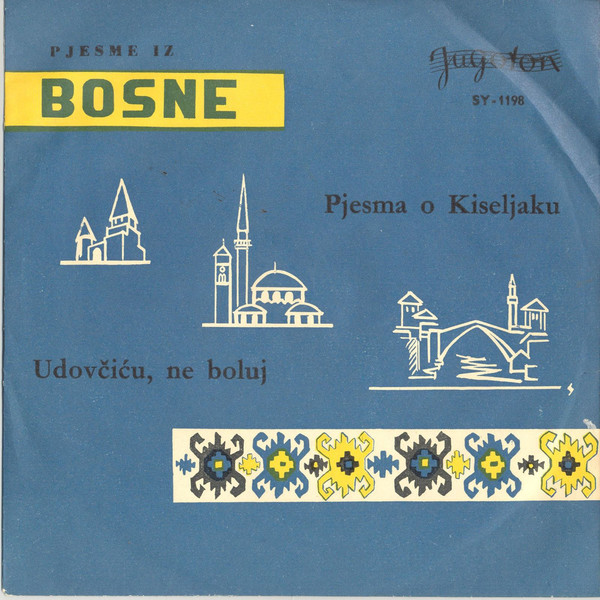 PJESME IZ
BOSNE
Jugoton
SY-1198
Pjesma o Kiseljaku
Udovčiću, ne boluj